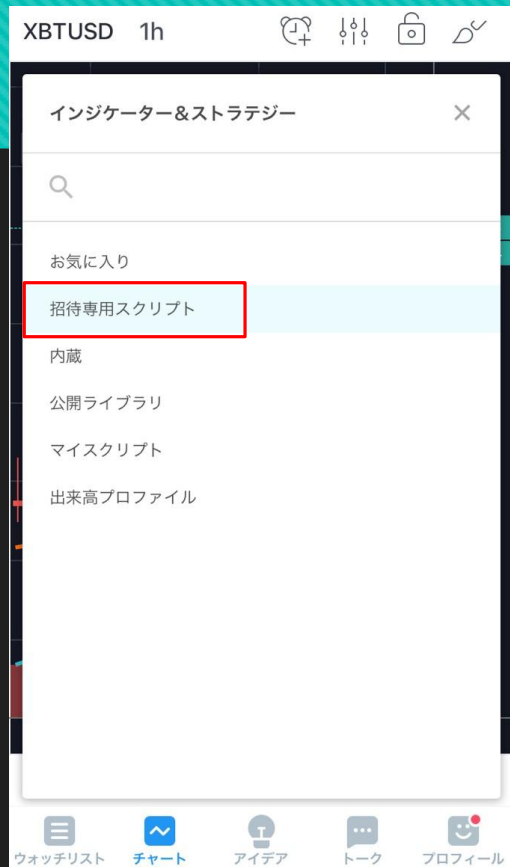 XBTUSD 1h
インジケーター&ストラテジー
お気に入り
招待専用スクリプト
内蔵
公開ライブラリ
マイスクリプト
出来高プロファイル
ウォッチリスト チャート アイデア トーク プロフィール